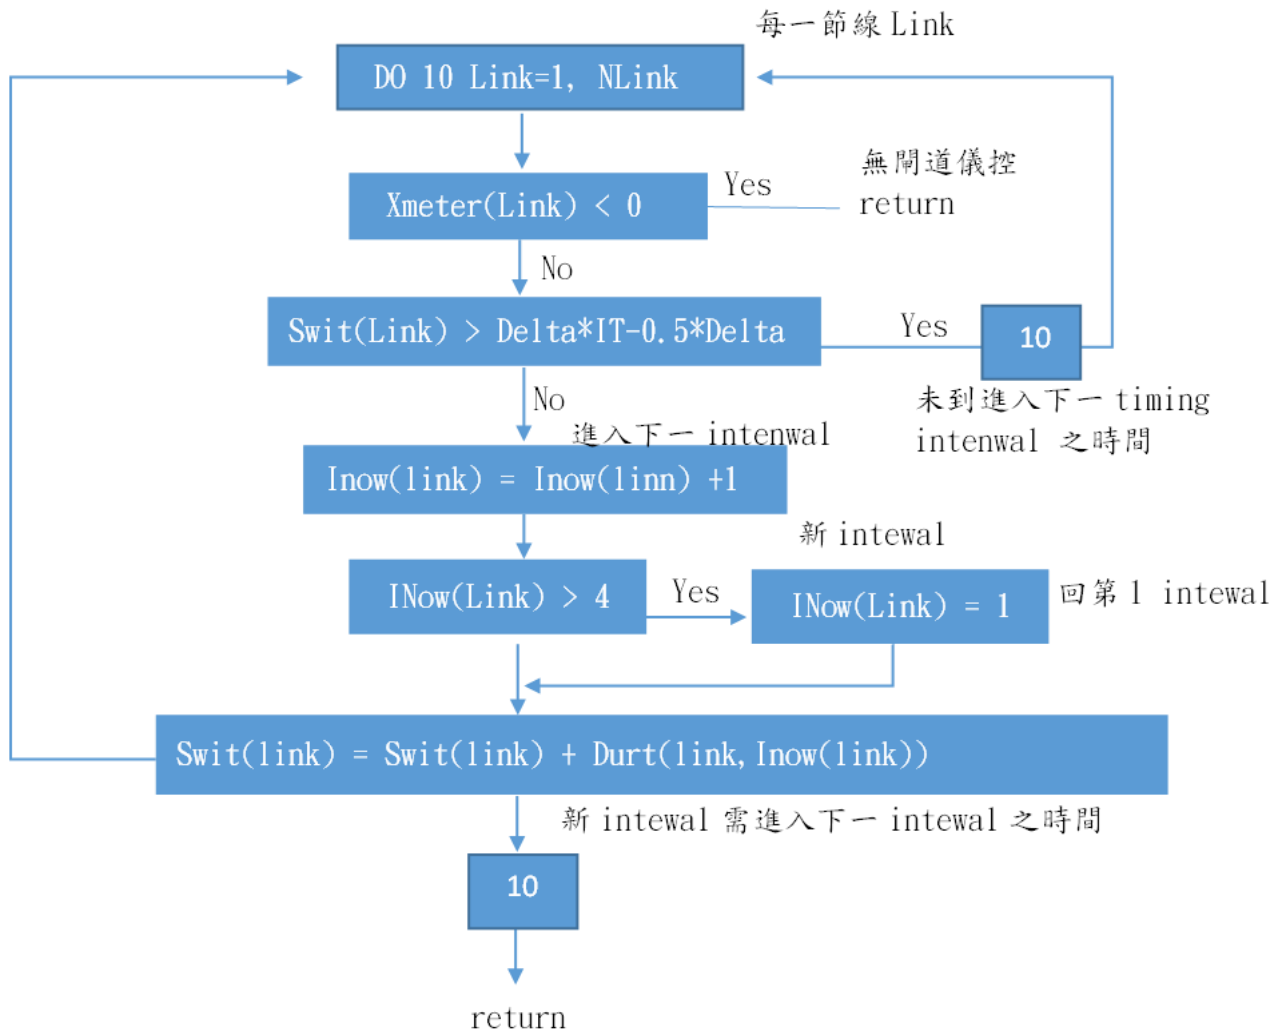 每一節線 Link
DO 10 Link=1, NLink
Xmeter(Link) < 0
Yes
無閘道儀控
return
No
Swit(Link) > Delta*IT-0.5*Delta
Yes
10
未到進入下一 timing
intenwal 之時間
No
進入下一 intenwal
Inow(link) = Inow(linn) +1
新 intewal
INow(Link) > 4
Yes
INow(Link) = 1
回第 1 intewal
Swit(link) = Swit(link) + Durt(link,Inow(link))
新 intewal 需進入下一 intewal 之時間
10
return